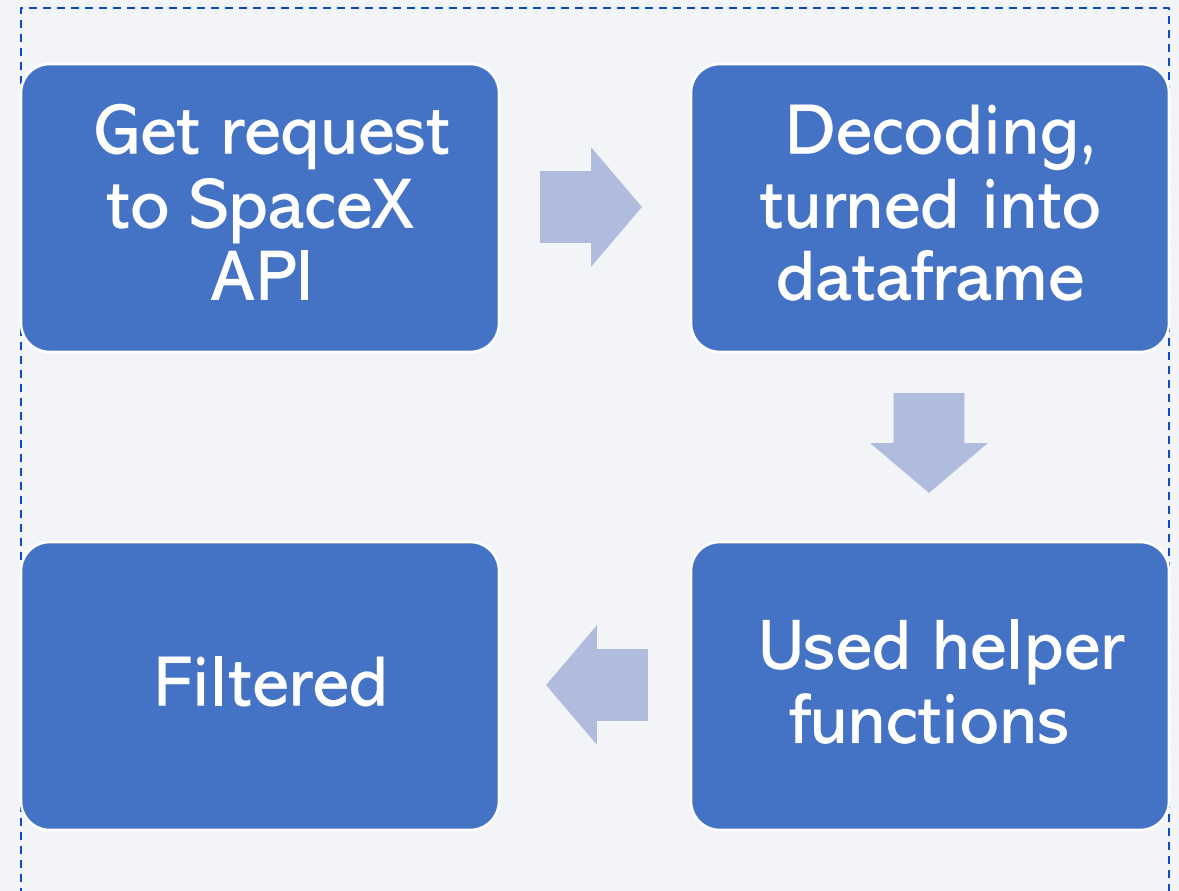 Get request
to SpaceX
API
Decoding,
turned into
dataframe
Used helper
functions
Filtered